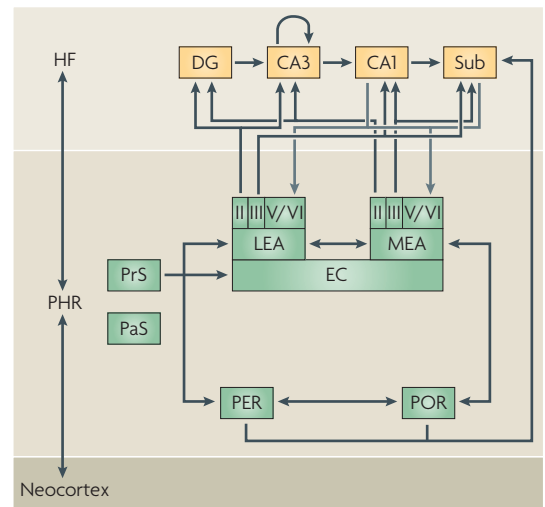 HF
DG CA3 CA1 Sub
II III V/VI II III V/VI
LEA MEA
PrS EC
PHR
PaS
PER POR
Neocortex